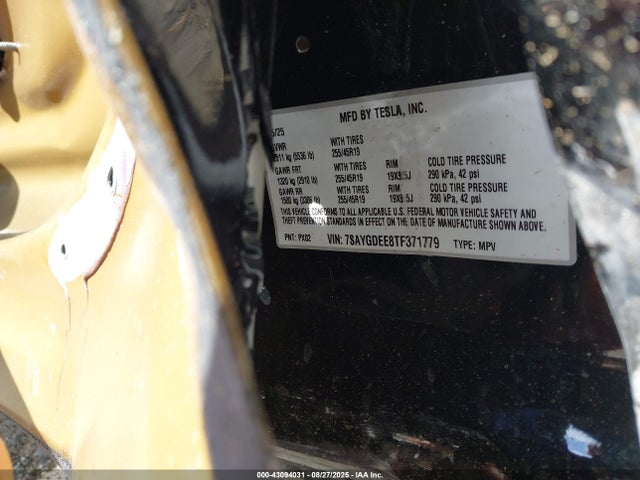 MFD BY TESLA, INC.
5/25
GVWR WITH TIRES
2511 kg (5536 lb) 255/45R19
GAWR FRT WITH TIRES RIM COLD TIRE PRESSURE
1320 kg (2910 lb) 255/45R19 19X9.5J 290 kPa, 42 psi
GAWR RR WITH TIRES RIM COLD TIRE PRESSURE
1500 kg (3306 lb) 255/45R19 19X9.5J 290 kPa, 42 psi
THIS VEHICLE CONFORMS TO ALL APPLICABLE U.S. FEDERAL MOTOR VEHICLE SAFETY AND
THEFT PREVENTION STANDARDS IN EFFECT ON THE DATE OF MANUFACTURE SHOWN ABOVE.
PNT: PX02 VIN: 7SAYGDEE8TF371779 TYPE: MPV
000-43094031 - 08/27/2025 - IAA Inc.